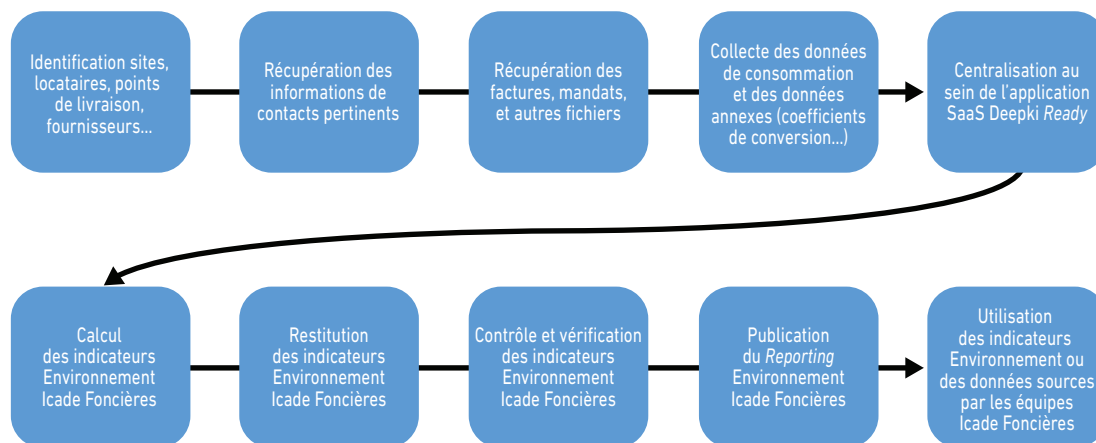 Identification sites,
locataires, points
de livraison,
fournisseurs...
Récupération des
informations de
contacts pertinents
Récupération des
factures, mandats,
et autres fichiers
Collecte des données
de consommation
et des données
annexes (coefficients
de conversion...)
Centralisation au
sein de l'application
SaaS Deepki Ready
Calcul
des indicateurs
Environnement
Icade Foncières
Restitution
des indicateurs
Environnement
Icade Foncières
Contrôle et vérification
des indicateurs
Environnement
Icade Foncières
Publication
du Reporting
Environnement
Icade Foncières
Utilisation
des indicateurs
Environnement ou
des données sources
par les équipes
Icade Foncières